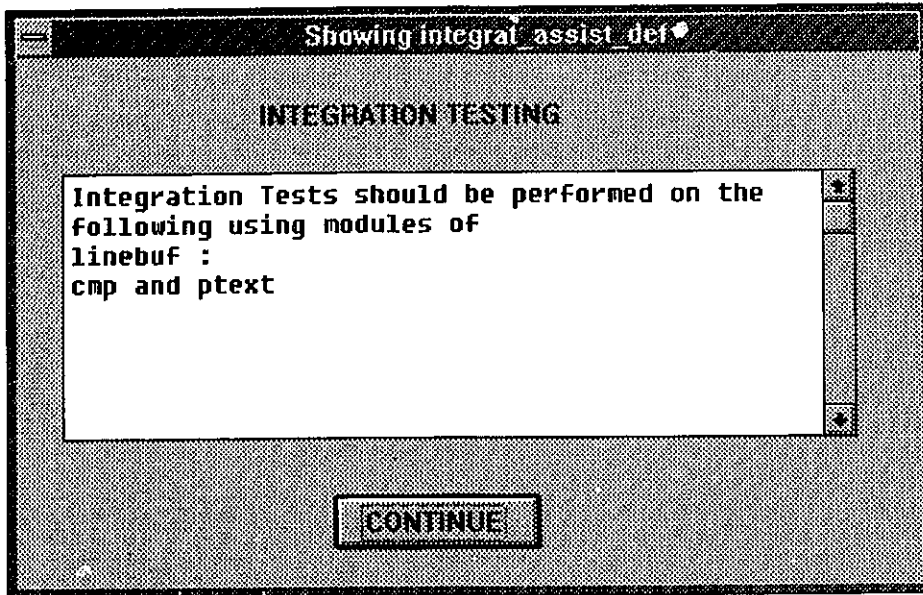 Showing integrat_assist_def
INTEGRATION TESTING
Integration Tests should be performed on the
following using modules of
linebuf :
cmp and ptext
CONTINUE